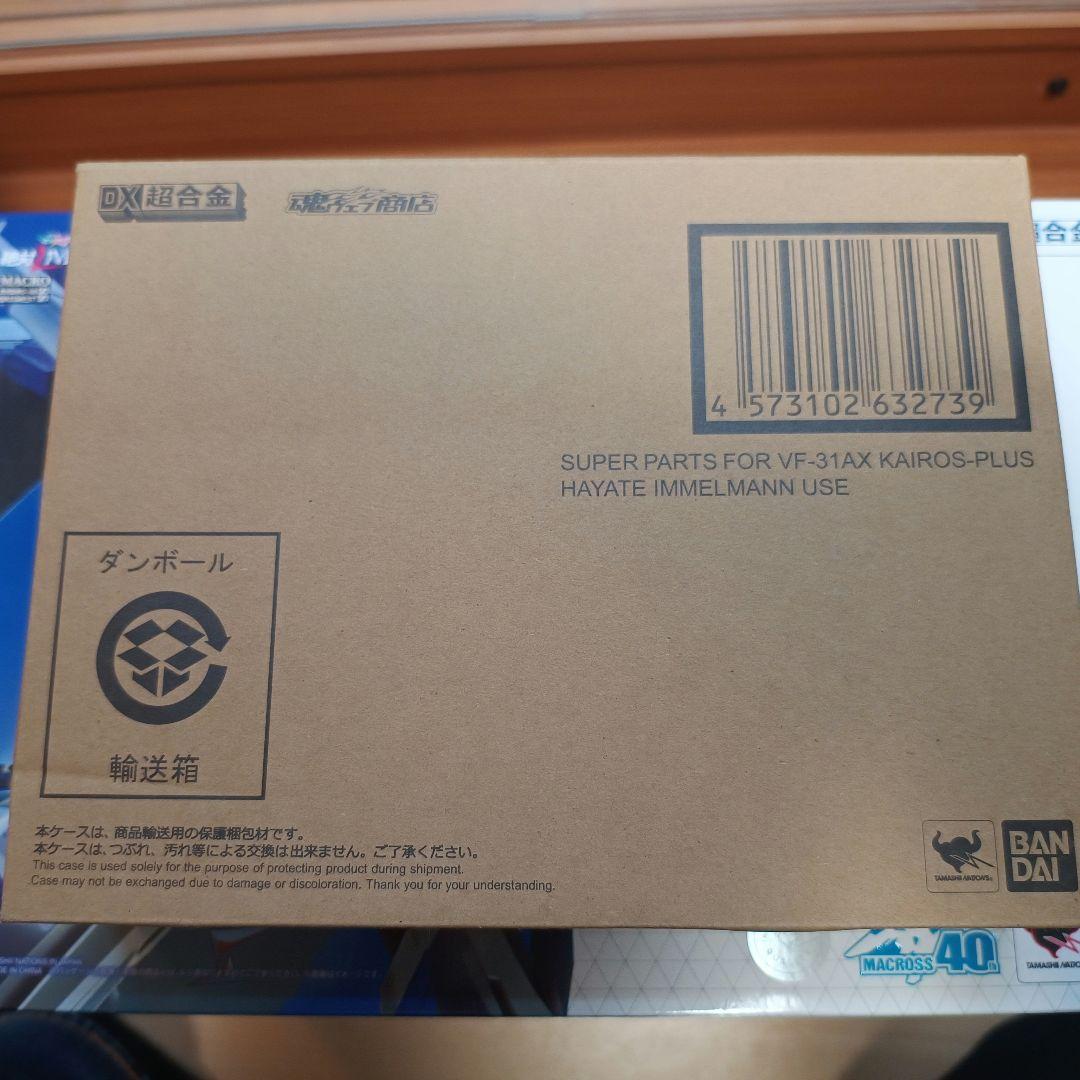 DX超合金
魂ウェブ商店
4 573102 632739
SUPER PARTS FOR VF-31AX KAIROS-PLUS
HAYATE IMMELMANN USE
ダンボール
輸送箱
本ケースは、商品輸送用の保護梱包材です。
本ケースは、つぶれ、汚れ等による交換は出来ません。ご了承ください。
This case is used solely for the purpose of protecting product during shipment.
Case may not be exchanged due to damage or discoloration. Thank you for your understanding.
TAMASHII NATIONS
BAN
DAI
MACRO
合金
MACROSS 40th
TAMASHII NATIO